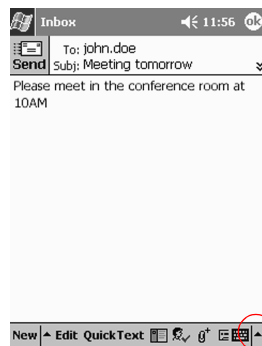 Inbox 11:56 ok
To: john.doe
Send Subj: Meeting tomorrow
Please meet in the conference room at
10AM
New Edit QuickText